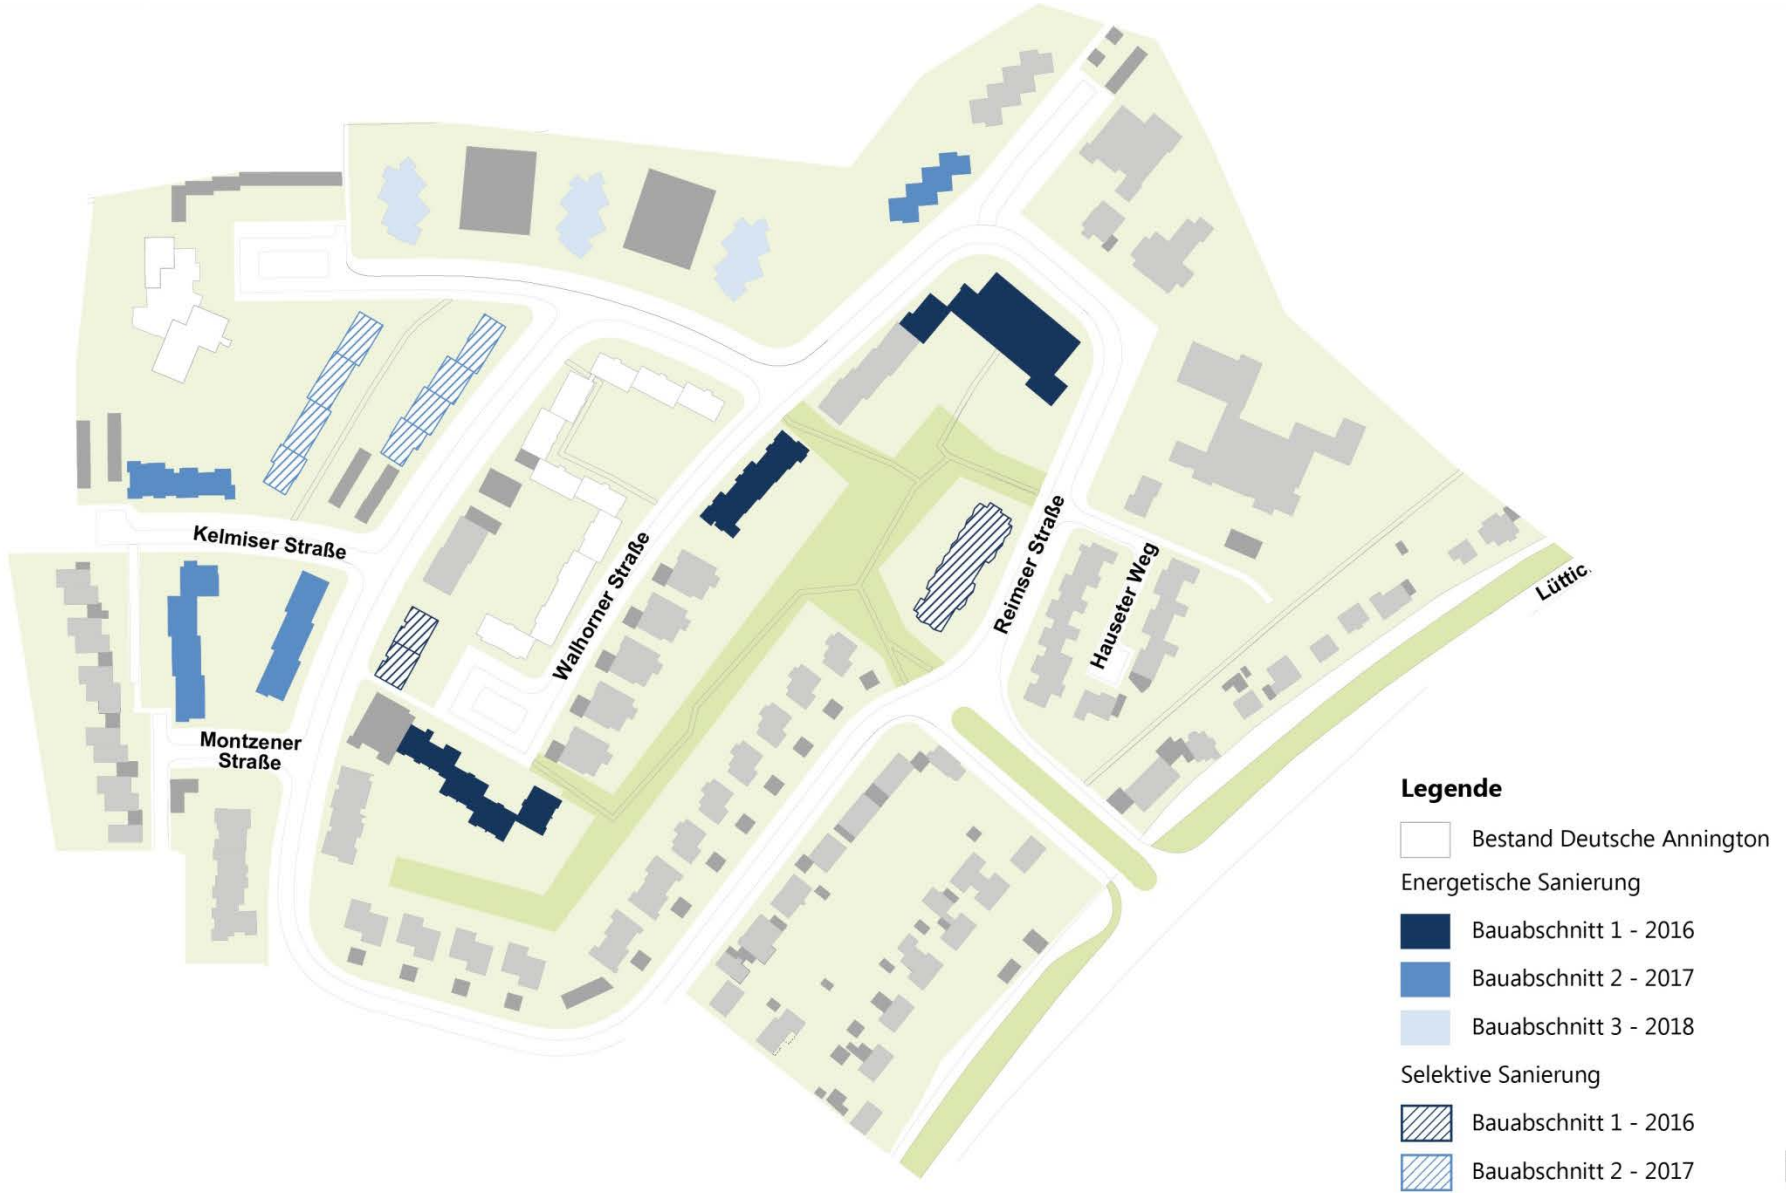 Kelmiser Straße
Walhorner Straße
Reimser Straße
Hauseter Weg
Lüttic
Montzener
Straße
Legende
Bestand Deutsche Annington
Energetische Sanierung
Bauabschnitt 1 - 2016
Bauabschnitt 2 - 2017
Bauabschnitt 3 - 2018
Selektive Sanierung
Bauabschnitt 1 - 2016
Bauabschnitt 2 - 2017